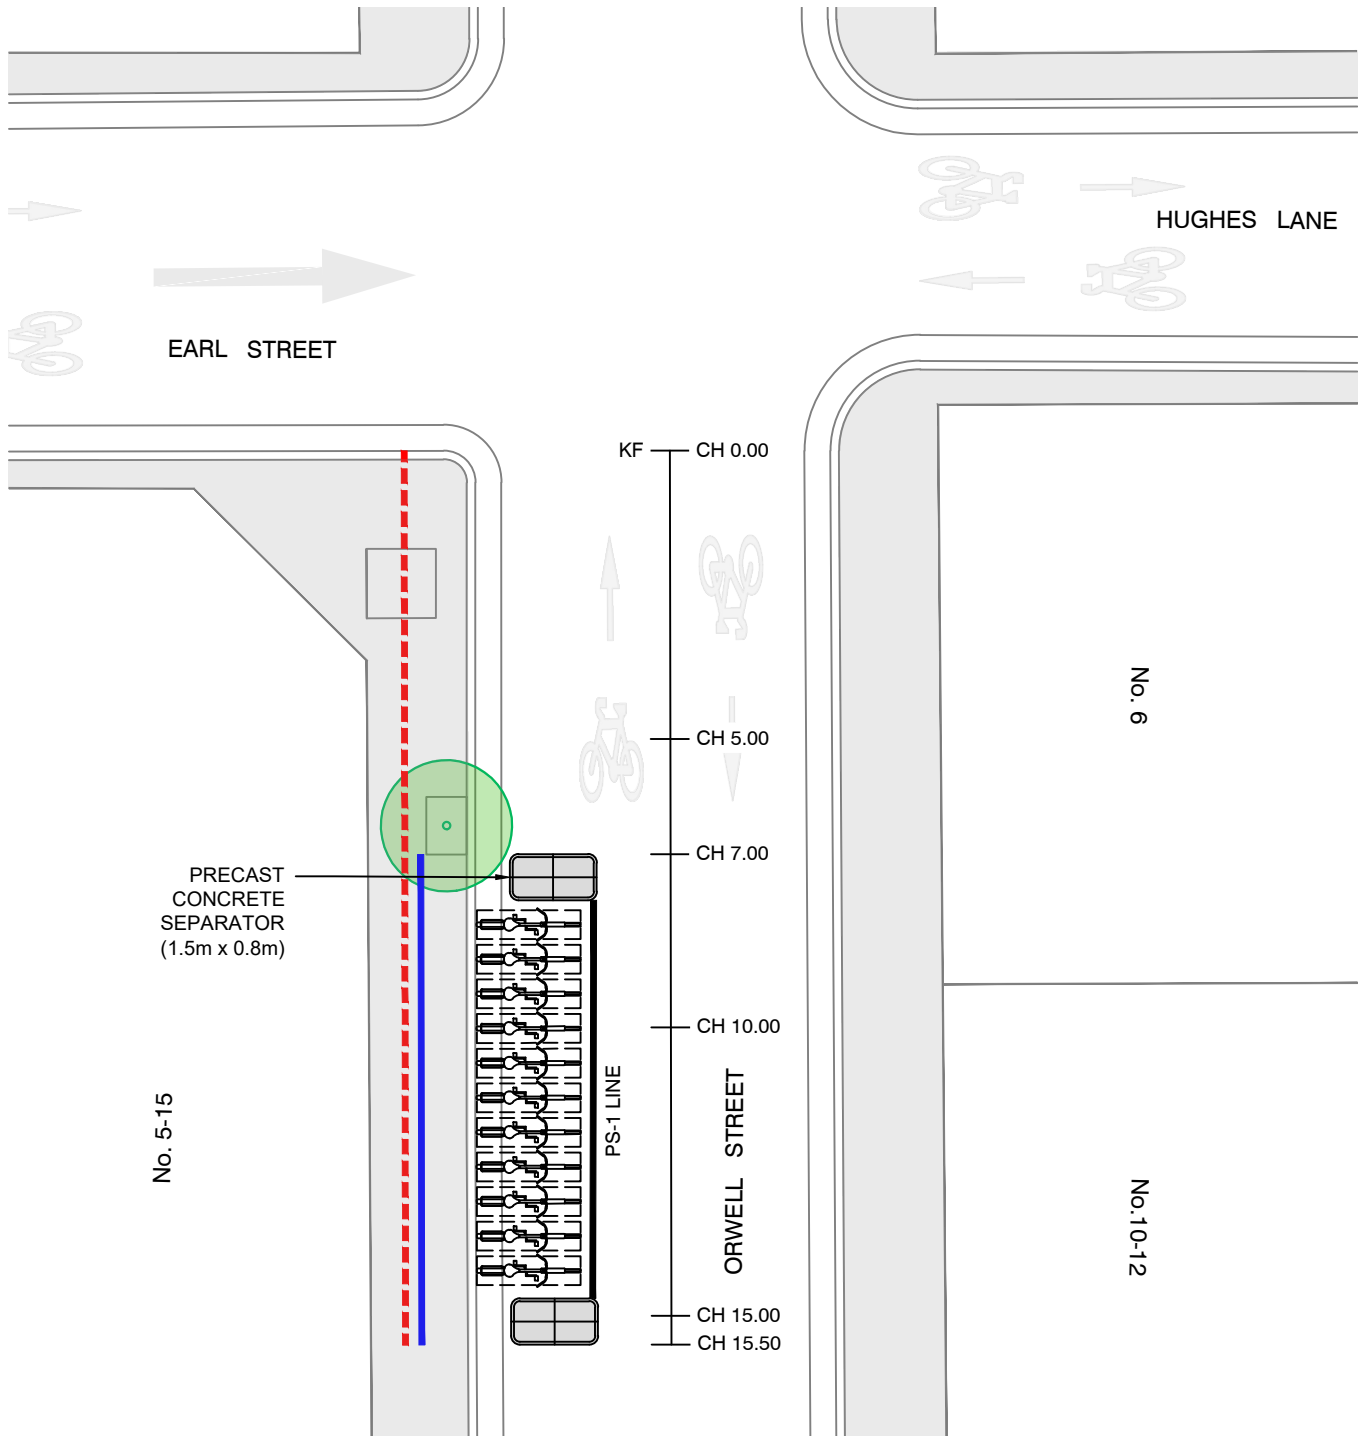 HUGHES LANE
EARL STREET
KF
CH 0.00
No. 6
CH 5.00
CH 7.00
PRECAST
CONCRETE
SEPARATOR
(1.5m x 0.8m)
CH 10.00
No. 5-15
PS-1 LINE
ORWELL STREET
No.10-12
CH 15.00
CH 15.50